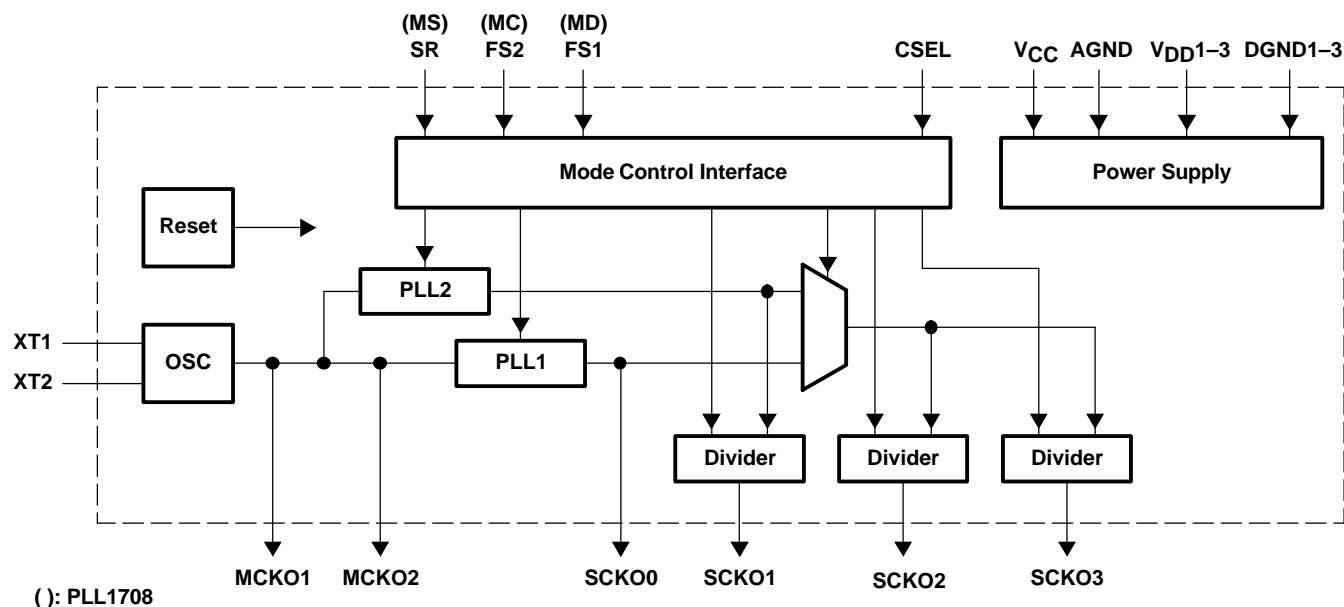 (MS) (MC) (MD)
SR FS2 FS1 CSEL VCC AGND VDD1–3 DGND1–3
Mode Control Interface
Power Supply
Reset
PLL2
XT1
OSC
PLL1
XT2
Divider Divider Divider
MCKO1 MCKO2 SCKO0 SCKO1 SCKO2 SCKO3
( ): PLL1708